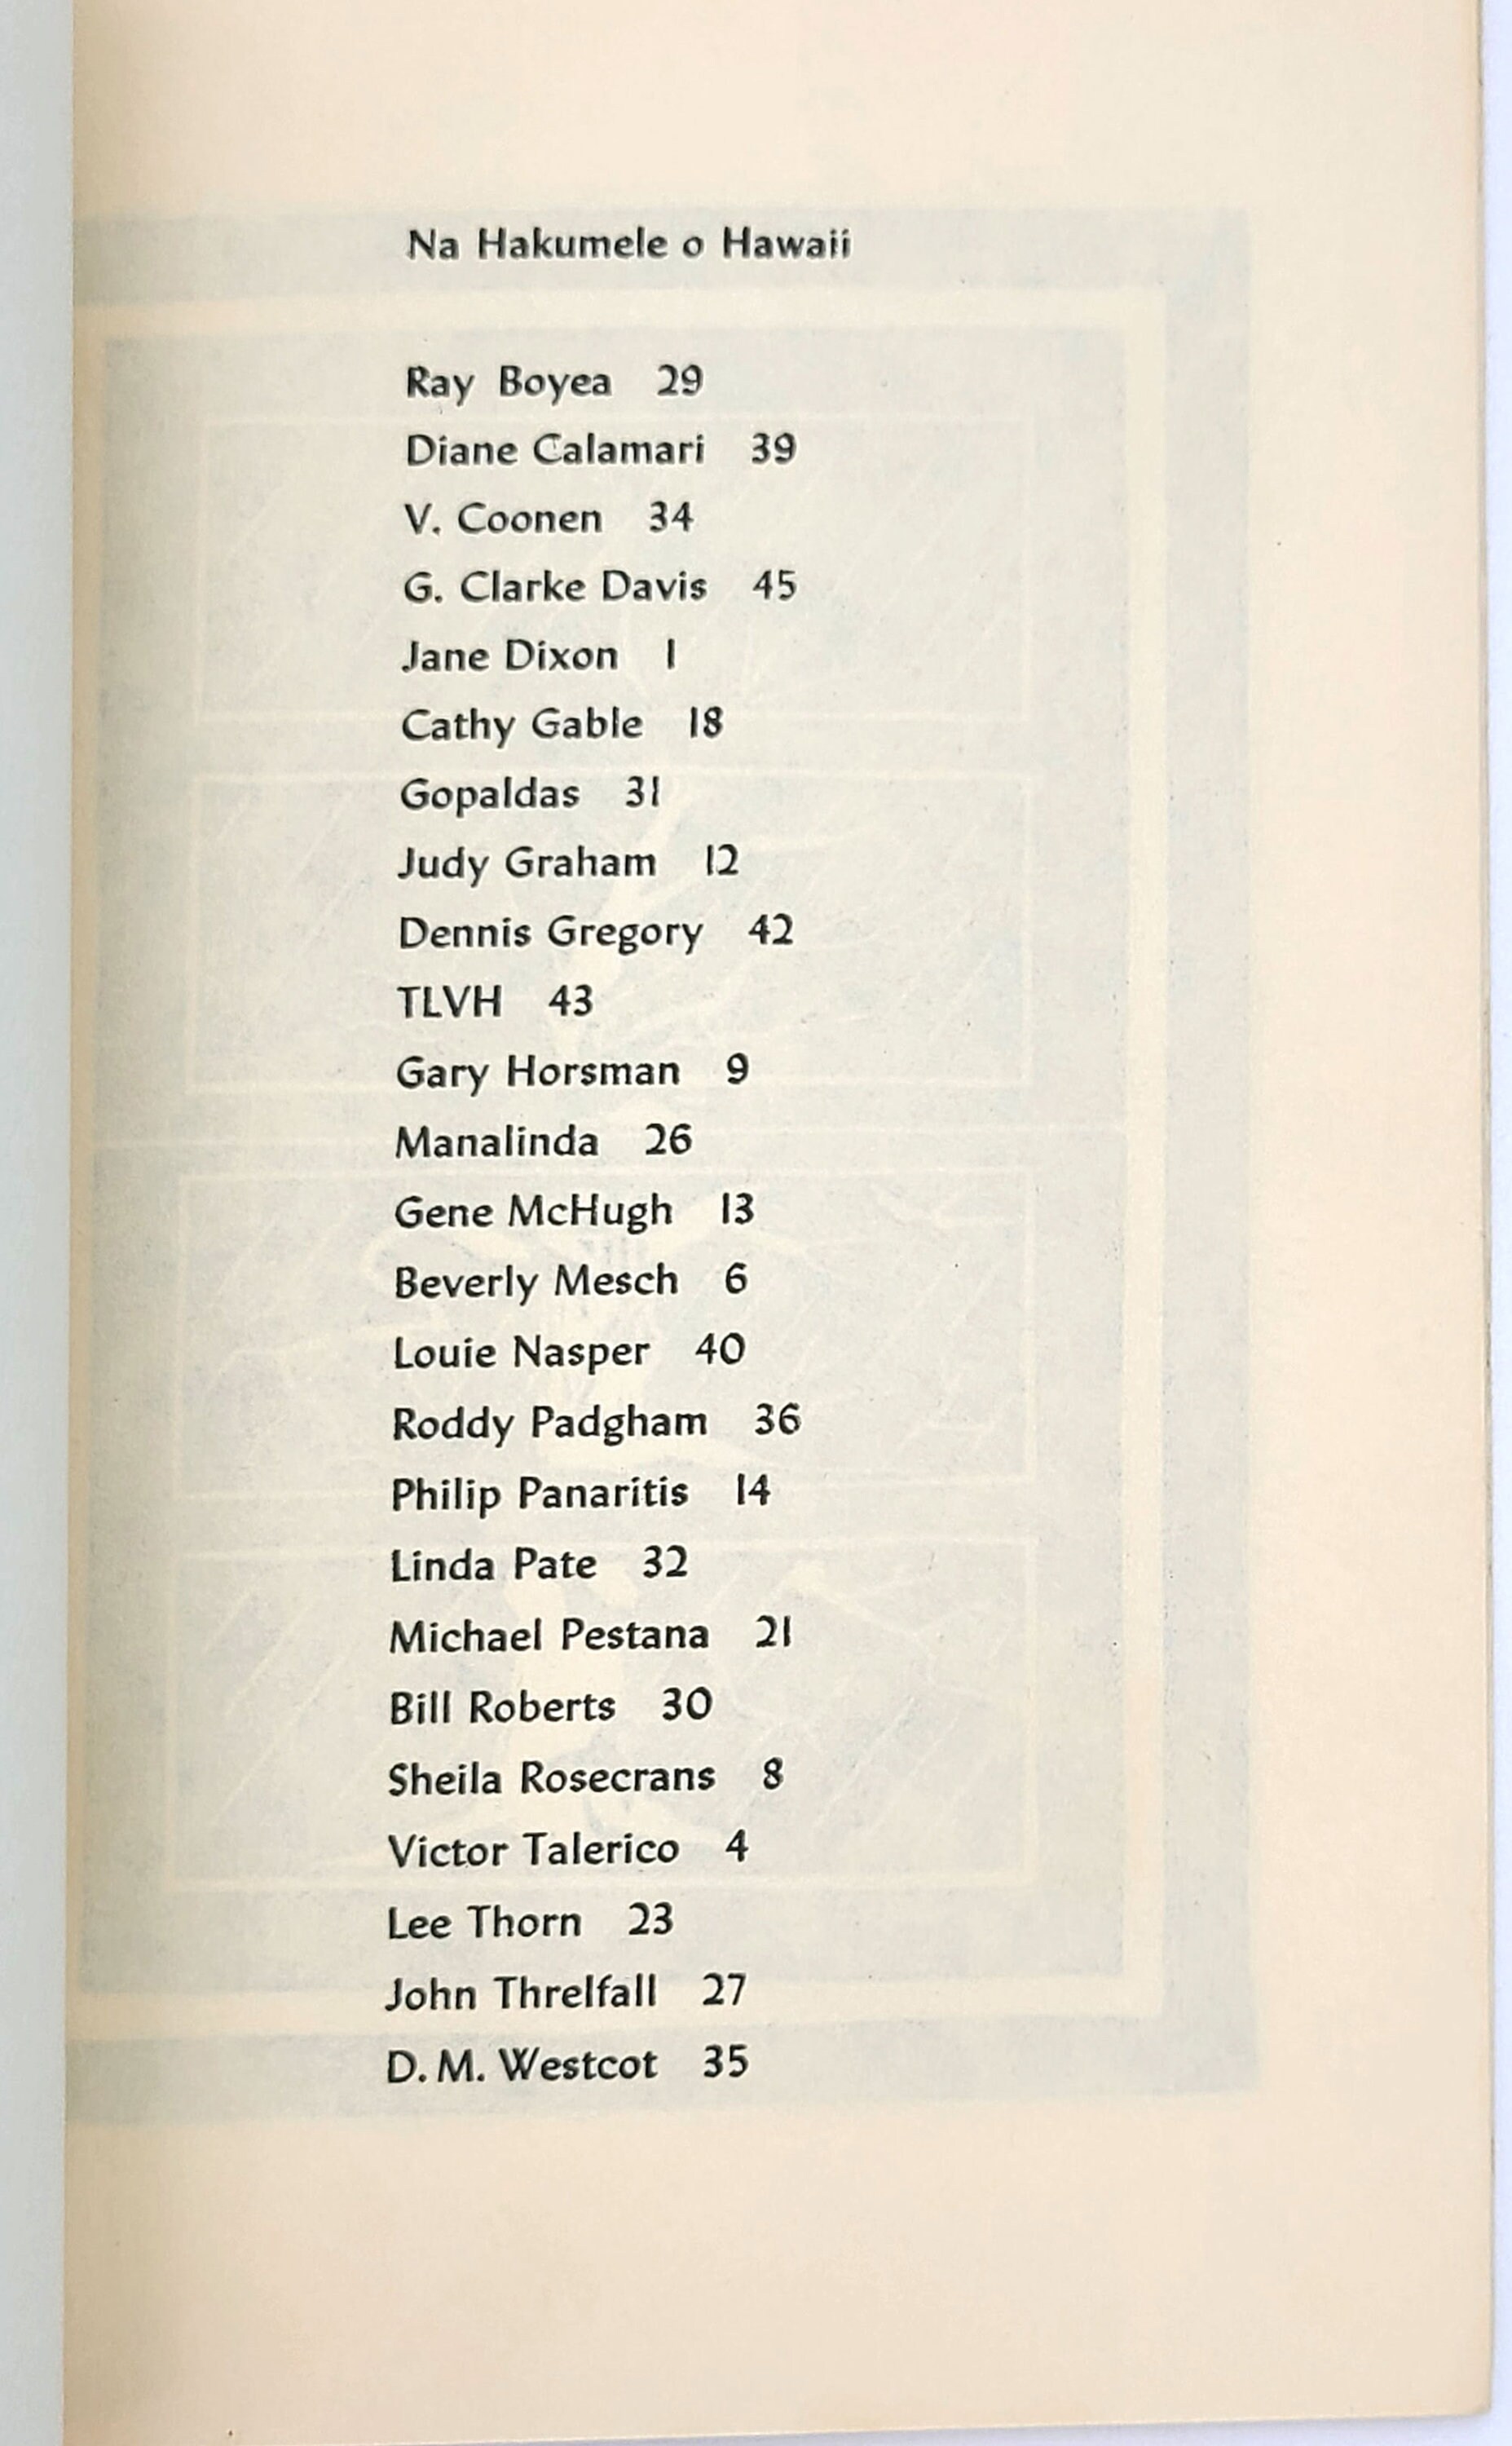 Na Hakumele o Hawaii
Ray Boyea 29
Diane Calamari 39
V. Coonen 34
G. Clarke Davis 45
Jane Dixon 1
Cathy Gable 18
Gopaldas 31
Judy Graham 12
Dennis Gregory 42
TLVH 43
Gary Horsman 9
Manalinda 26
Gene McHugh 13
Beverly Mesch 6
Louie Nasper 40
Roddy Padgham 36
Philip Panaritis 14
Linda Pate 32
Michael Pestana 21
Bill Roberts 30
Sheila Rosecrans 8
Victor Talerico 4
Lee Thorn 23
John Threlfall 27
D. M. Westcot 35